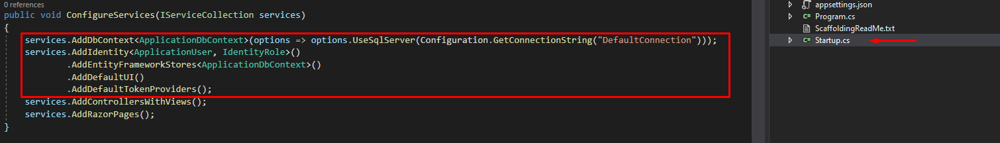 0 references
public void ConfigureServices(IServiceCollection services)
{
services.AddDbContext<ApplicationDbContext>(options => options.UseSqlServer(Configuration.GetConnectionString("DefaultConnection")));
services.AddIdentity<ApplicationUser, IdentityRole>()
.AddEntityFrameworkStores<ApplicationDbContext>()
.AddDefaultUI()
.AddDefaultTokenProviders();
services.AddControllersWithViews();
services.AddRazorPages();
}
appsettings.json
C# Program.cs
ScaffoldingReadMe.txt
C# Startup.cs